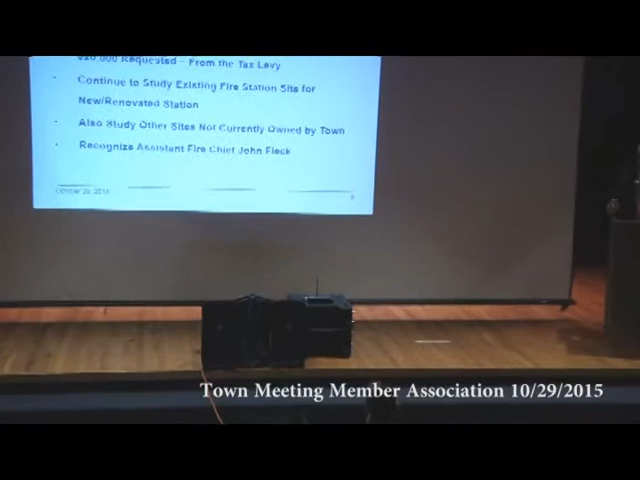 $20,000 Requested – From the Tax Levy
Continue to Study Existing Fire Station Site for
New/Renovated Station
Also Study Other Sites Not Currently Owned by Town
Recognize Assistant Fire Chief John Fleck
Town Meeting Member Association 10/29/2015